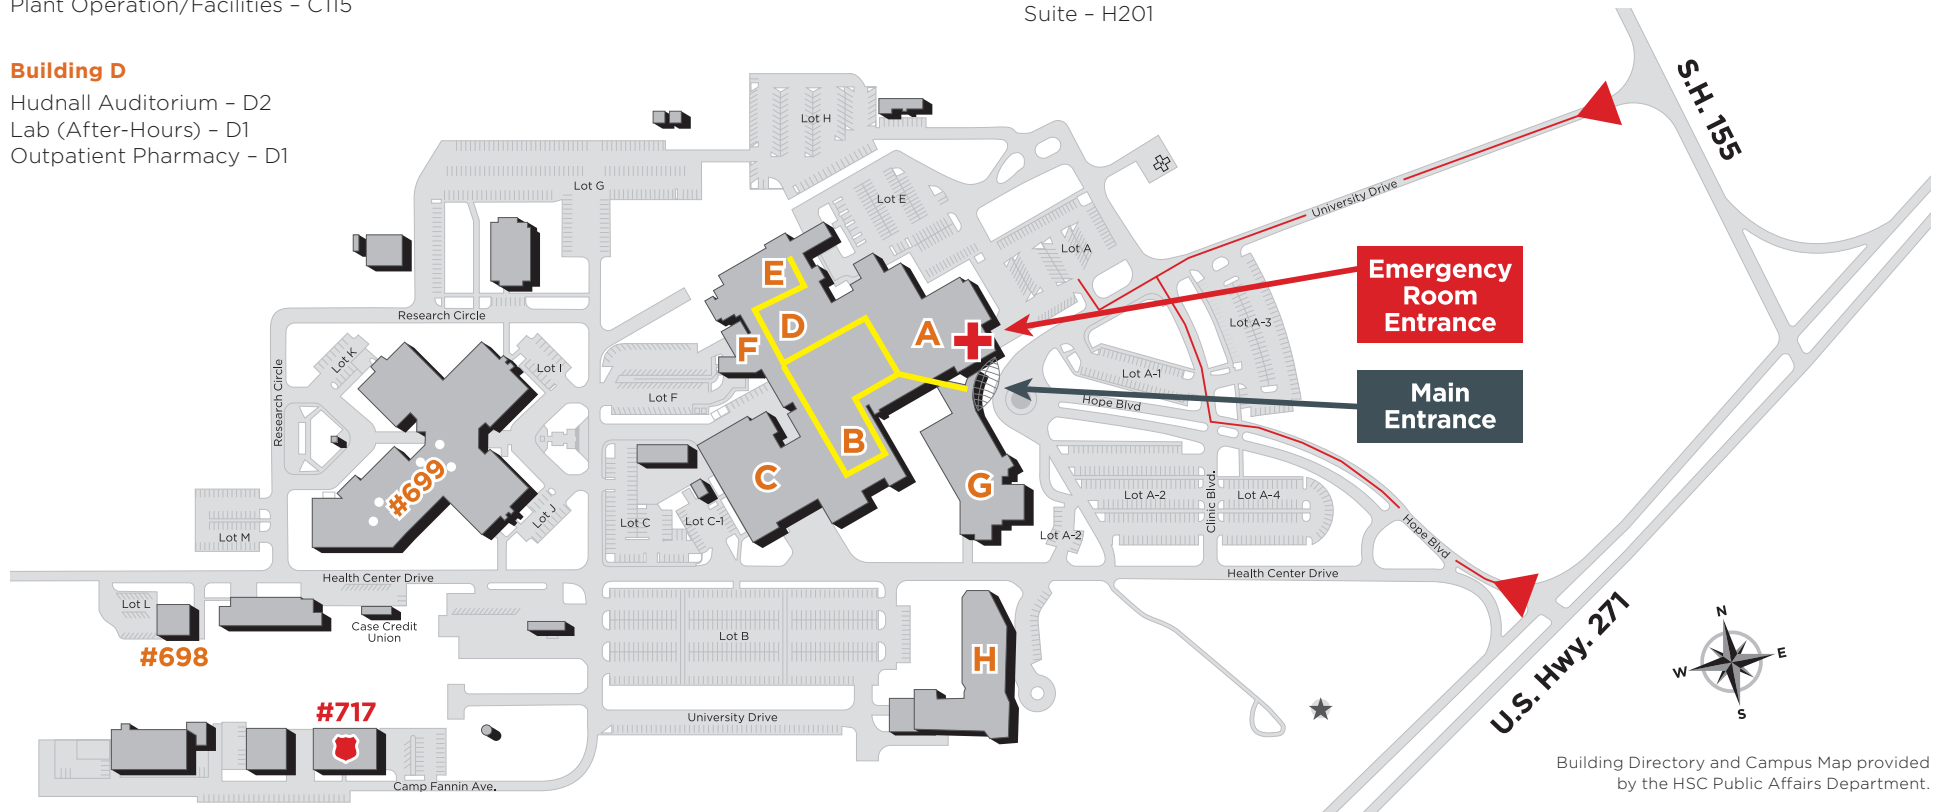 Plant Operation/Facilities – C115
Suite – H201
Building D
Hudnall Auditorium – D2
Lab (After-Hours) – D1
Outpatient Pharmacy – D1
S.H. 155
Lot H
Lot G
Lot E
University Drive
Lot A
Emergency
Room
Entrance
E
D
A
F
Research Circle
Lot A-3
Research Circle
Lot K
Lot I
Lot F
Lot A-1
Hope Blvd
Main
Entrance
B
C
G
#699
Lot J
Lot M
Lot C
Lot C-1
Lot A-2
Lot A-4
Clinic Blvd.
Lot A-2
Hope Blvd
Health Center Drive
Health Center Drive
Lot L
Case Credit
Union
#698
Lot B
H
U.S. Hwy. 271
N
E
W
S
#717
University Drive
Camp Fannin Ave.
Building Directory and Campus Map provided
by the HSC Public Affairs Department.